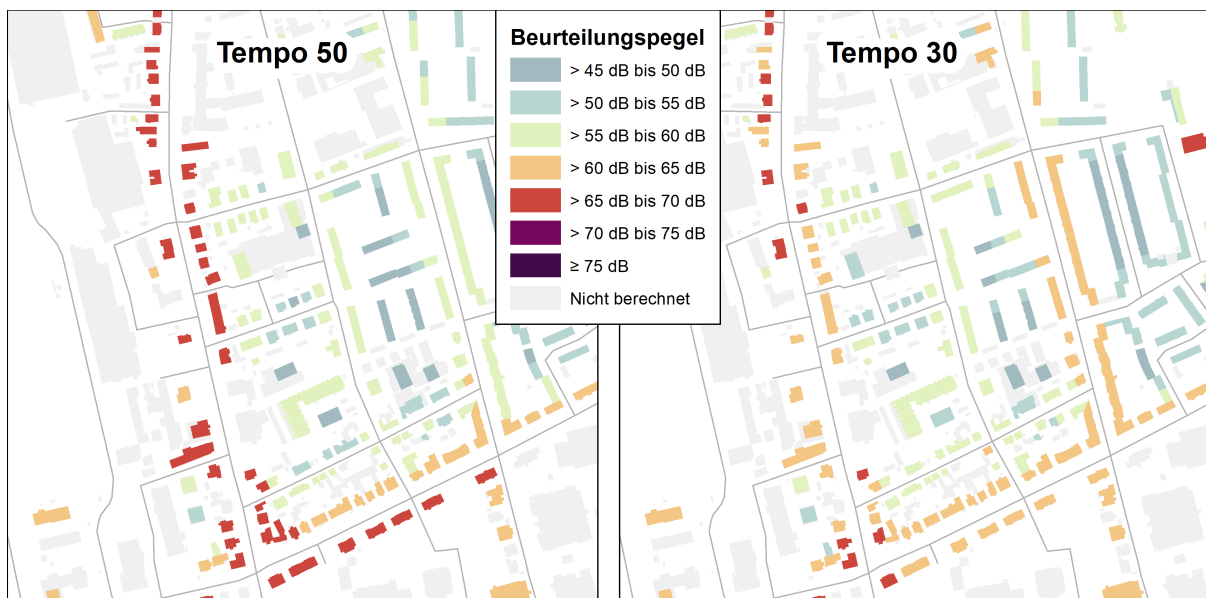 Tempo 50
Beurteilungspegel
> 45 dB bis 50 dB
> 50 dB bis 55 dB
> 55 dB bis 60 dB
> 60 dB bis 65 dB
> 65 dB bis 70 dB
> 70 dB bis 75 dB
≥ 75 dB
Nicht berechnet
Tempo 30